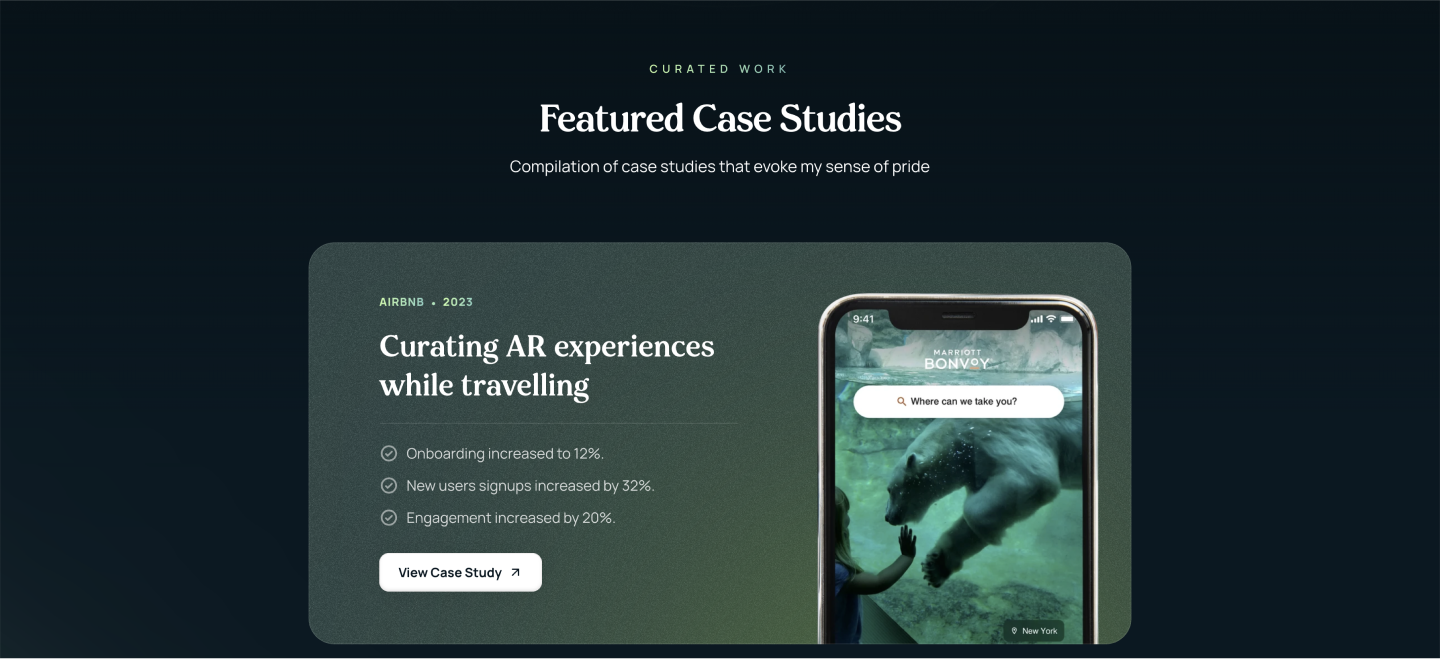 CURATED WORK
Featured Case Studies
Compilation of case studies that evoke my sense of pride
AIRBNB • 2023
Curating AR experiences
while travelling
Onboarding increased to 12%.
New users signups increased by 32%.
Engagement increased by 20%.
View Case Study
9:41
MARRIOTT
BONVOY
Where can we take you?
New York